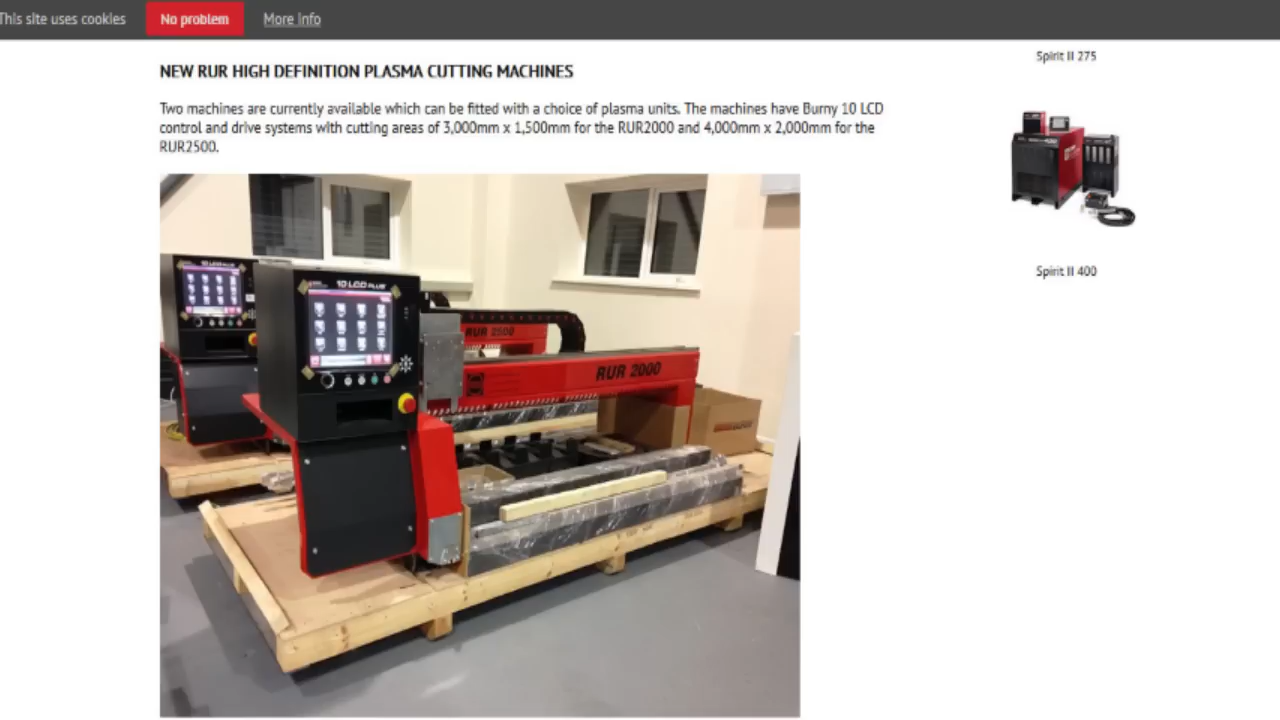 This site uses cookies
No problem
More Info
NEW RUR HIGH DEFINITION PLASMA CUTTING MACHINES
Two machines are currently available which can be fitted with a choice of plasma units. The machines have Burny 10 LCD
control and drive systems with cutting areas of 3,000mm x 1,500mm for the RUR2000 and 4,000mm x 2,000mm for the
RUR2500.
Spirit II 275
Spirit II 400
10 LCD PLUS
10 LCD PLUS
RUR 2500
RUR 2000